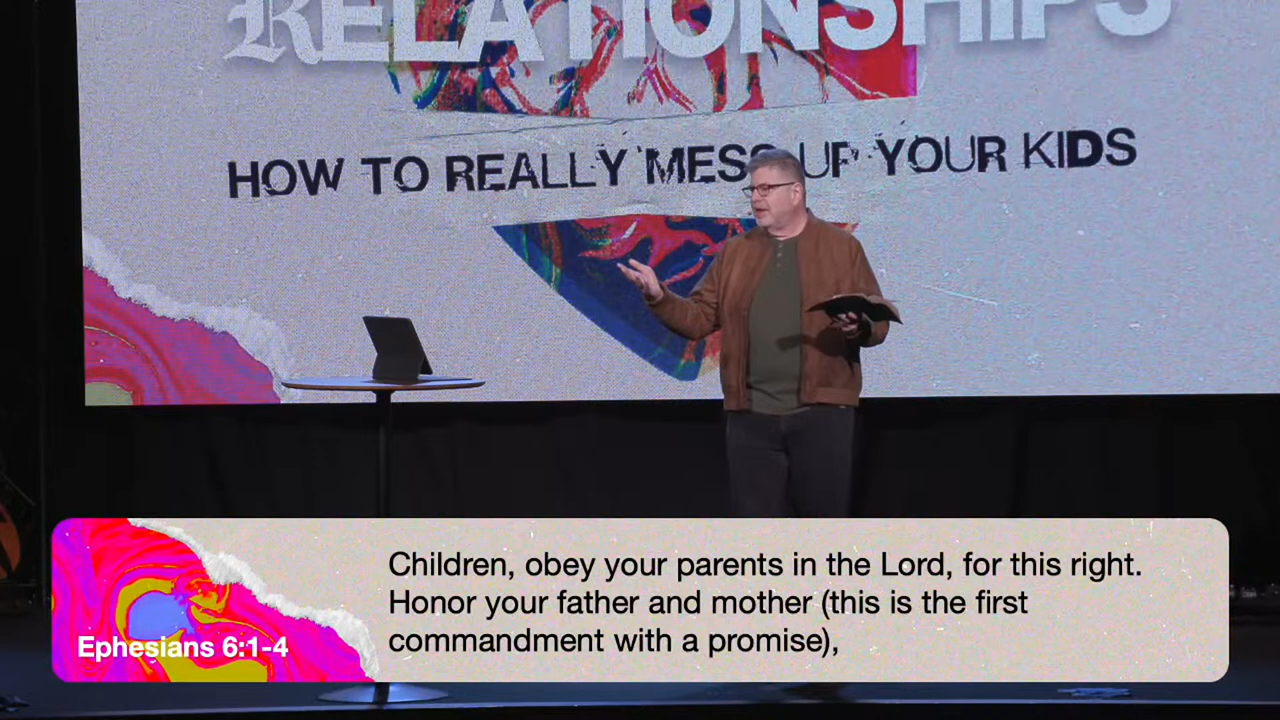 RELATIONSHIPS
HOW TO REALLY MESS UP YOUR KIDS
Children, obey your parents in the Lord, for this right.
Honor your father and mother (this is the first
commandment with a promise),
Ephesians 6:1-4